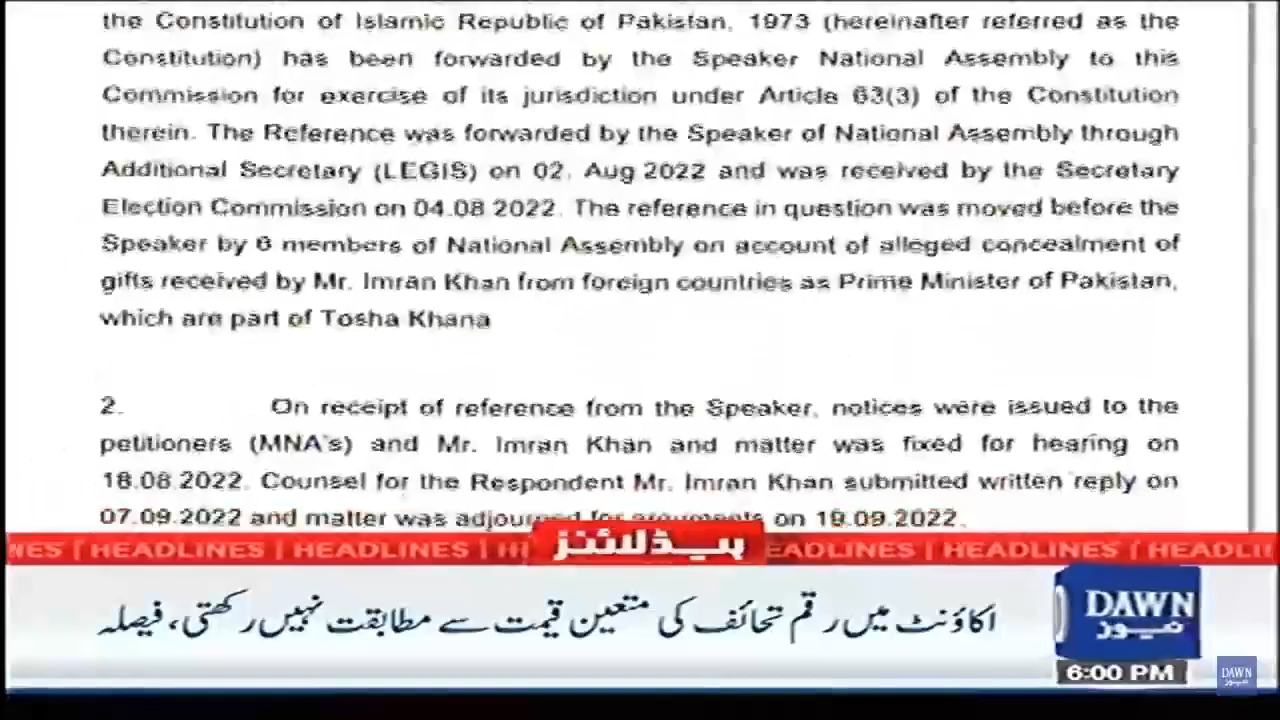 the Constitution of Islamic Republic of Pakistan, 1973 (hereinafter referred as the
Constitution) has been forwarded by the Speaker National Assembly to this
Commission for exercise of its jurisdiction under Article 63(3) of the Constitution
therein. The Reference was forwarded by the Speaker of National Assembly through
Additional Secretary (LEGIS) on 02. Aug 2022 and was received by the Secretary
Election Commission on 04.08.2022. The reference in question was moved before the
Speaker by 6 members of National Assembly on account of alleged concealment of
gifts received by Mr. Imran Khan from foreign countries as Prime Minister of Pakistan,
which are part of Tosha Khana
2. On receipt of reference from the Speaker, notices were issued to the
petitioners (MNA's) and Mr. Imran Khan and matter was fixed for hearing on
18.08.2022. Counsel for the Respondent Mr. Imran Khan submitted written reply on
07.09.2022 and matter was adjourned for arguments on 19.09.2022.
NES | HEADLINES | HEADLINES | H ہیڈلائنز EADLINES | HEADLINES | HEADLI
اکاؤنٹ میں رقم تحائف کی متعین قیمت سے مطابقت نہیں رکھتی، فیصلہ
DAWN
نیوز
6:00 PM
DAWN
نیوز